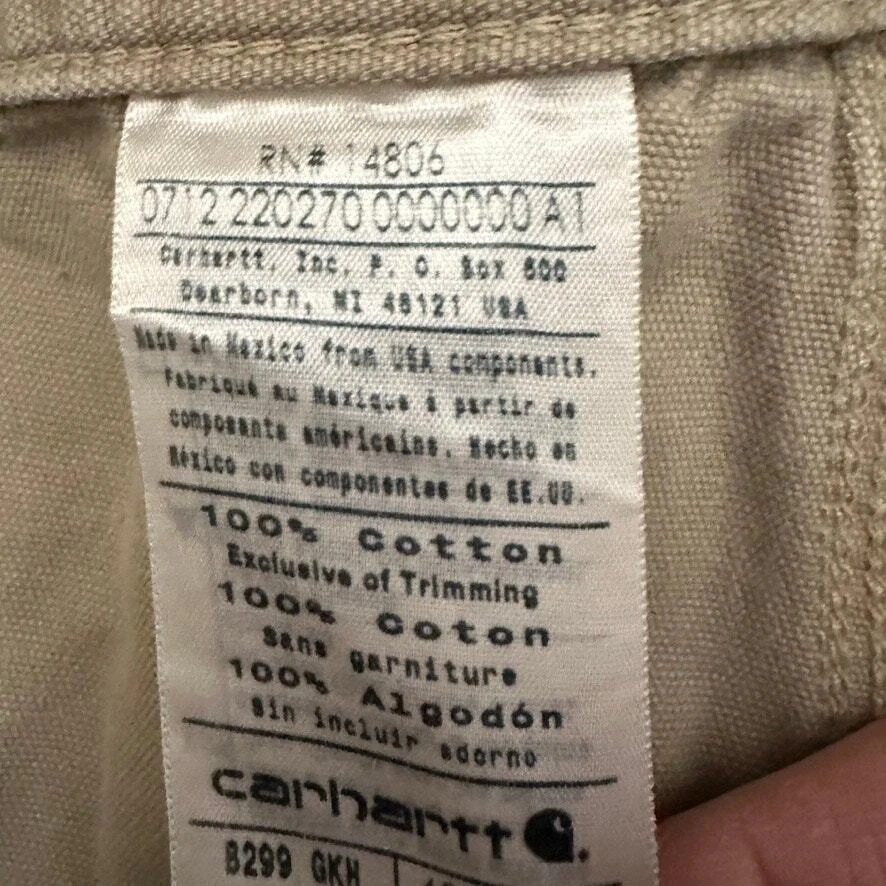 RN# 14806
0712 220270 0000000 A1
Carhartt, Inc. P. O. Box 600
Dearborn, MI 48121 USA
Made in Mexico from USA components.
Fabriqué au Mexique à partir de
composants américains. Hecho en
México con componentes de EE.UU.
100% Cotton
Exclusive of Trimming
100% Coton
Sans garniture
100% Algodón
Sin incluir adorno
carhartt
B299 GKH